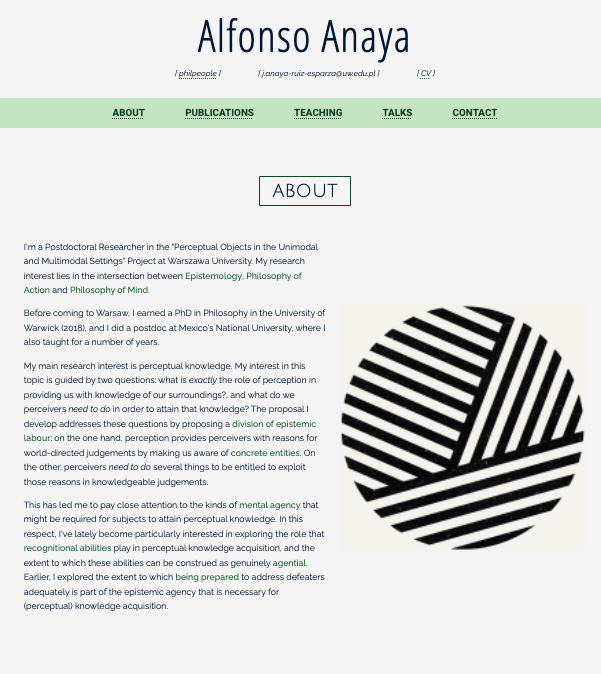 Alfonso Anaya
[ philpeople ] [ j.anaya-ruiz-esparza@uw.edu.pl ] [ CV ]
ABOUT PUBLICATIONS TEACHING TALKS CONTACT
ABOUT
I'm a Postdoctoral Researcher in the "Perceptual Objects in the Unimodal
and Multimodal Settings" Project at Warszawa University. My research
interest lies in the intersection between Epistemology, Philosophy of
Action and Philosophy of Mind.
Before coming to Warsaw, I earned a PhD in Philosophy in the University of
Warwick (2018), and I did a postdoc at Mexico's National University, where I
also taught for a number of years.
My main research interest is perceptual knowledge. My interest in this
topic is guided by two questions: what is exactly the role of perception in
providing us with knowledge of our surroundings?, and what do we
perceivers need to do in order to attain that knowledge? The proposal I
develop addresses these questions by proposing a division of epistemic
labour: on the one hand, perception provides perceivers with reasons for
world-directed judgements by making us aware of concrete entities. On
the other, perceivers need to do several things to be entitled to exploit
those reasons in knowledgeable judgements.
This has led me to pay close attention to the kinds of mental agency that
might be required for subjects to attain perceptual knowledge. In this
respect, I've lately become particularly interested in exploring the role that
recognitional abilities play in perceptual knowledge acquisition, and the
extent to which these abilities can be construed as genuinely agential.
Earlier, I explored the extent to which being prepared to address defeaters
adequately is part of the epistemic agency that is necessary for
(perceptual) knowledge acquisition.